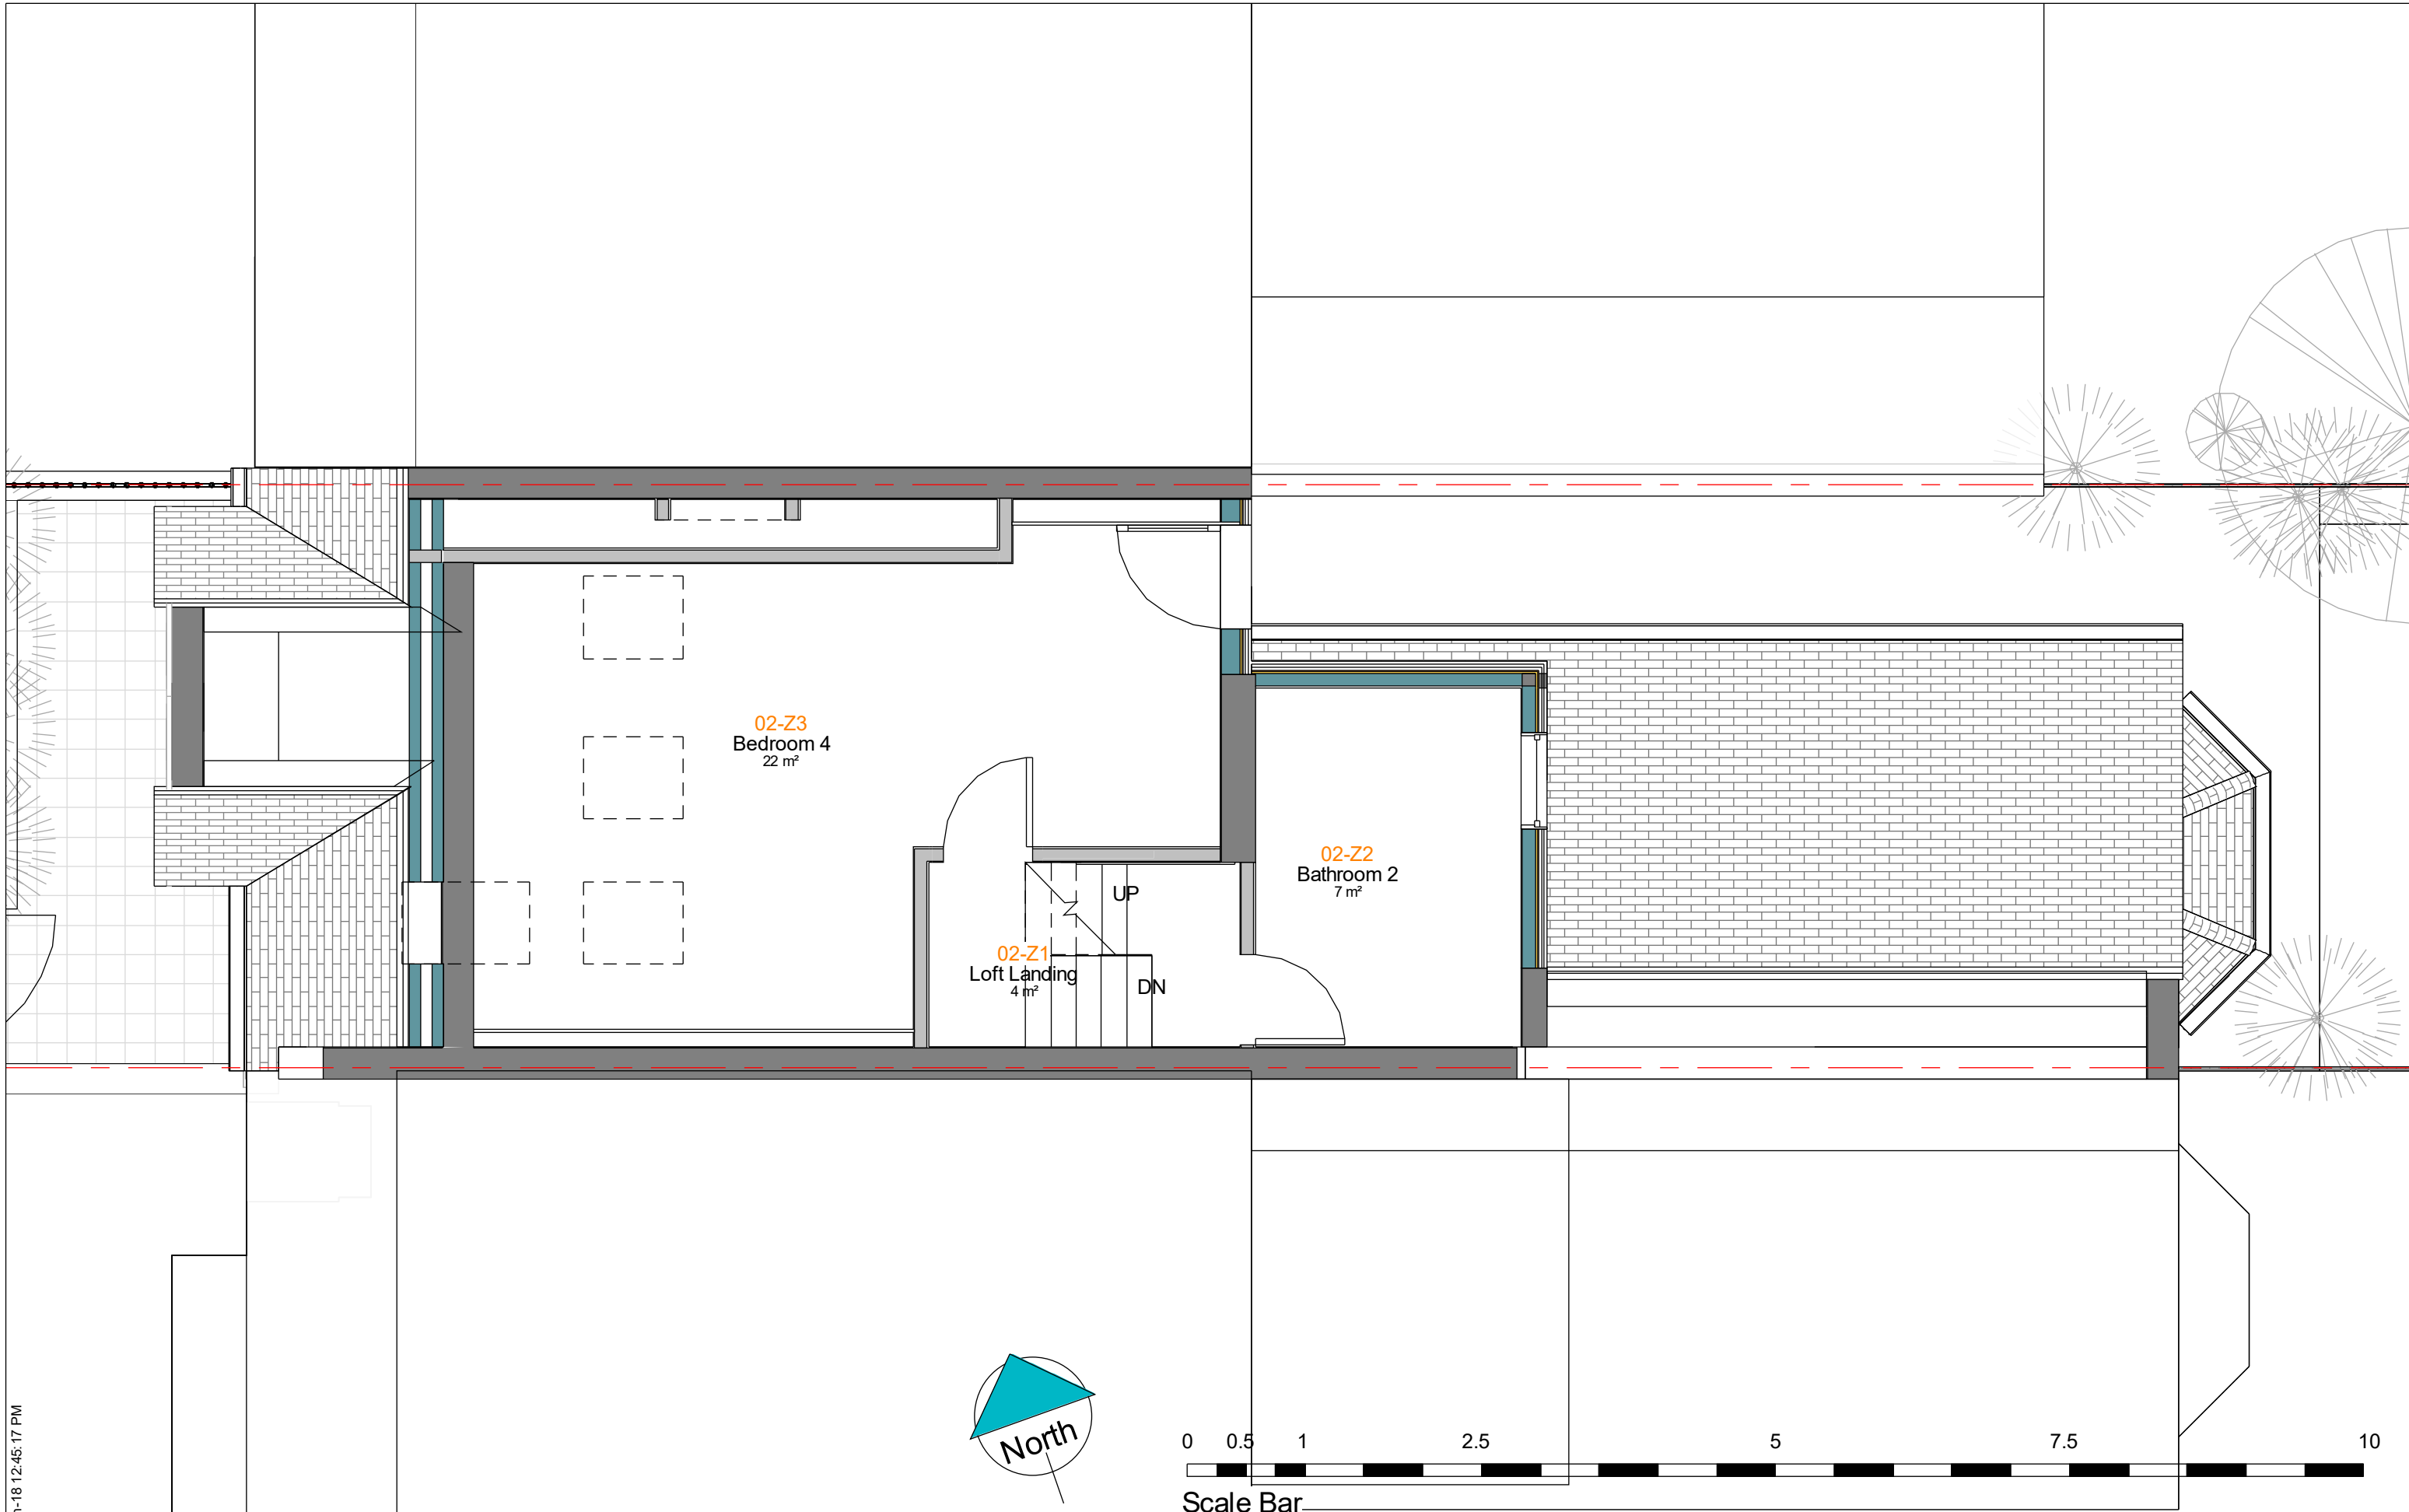 02-Z3
Bedroom 4
22 m²
02-Z2
Bathroom 2
7 m²
UP
02-Z1
Loft Landing
4 m²
DN
North
0 0.5 1 2.5 5 7.5 10
Scale Bar
-18 12:45:17 PM